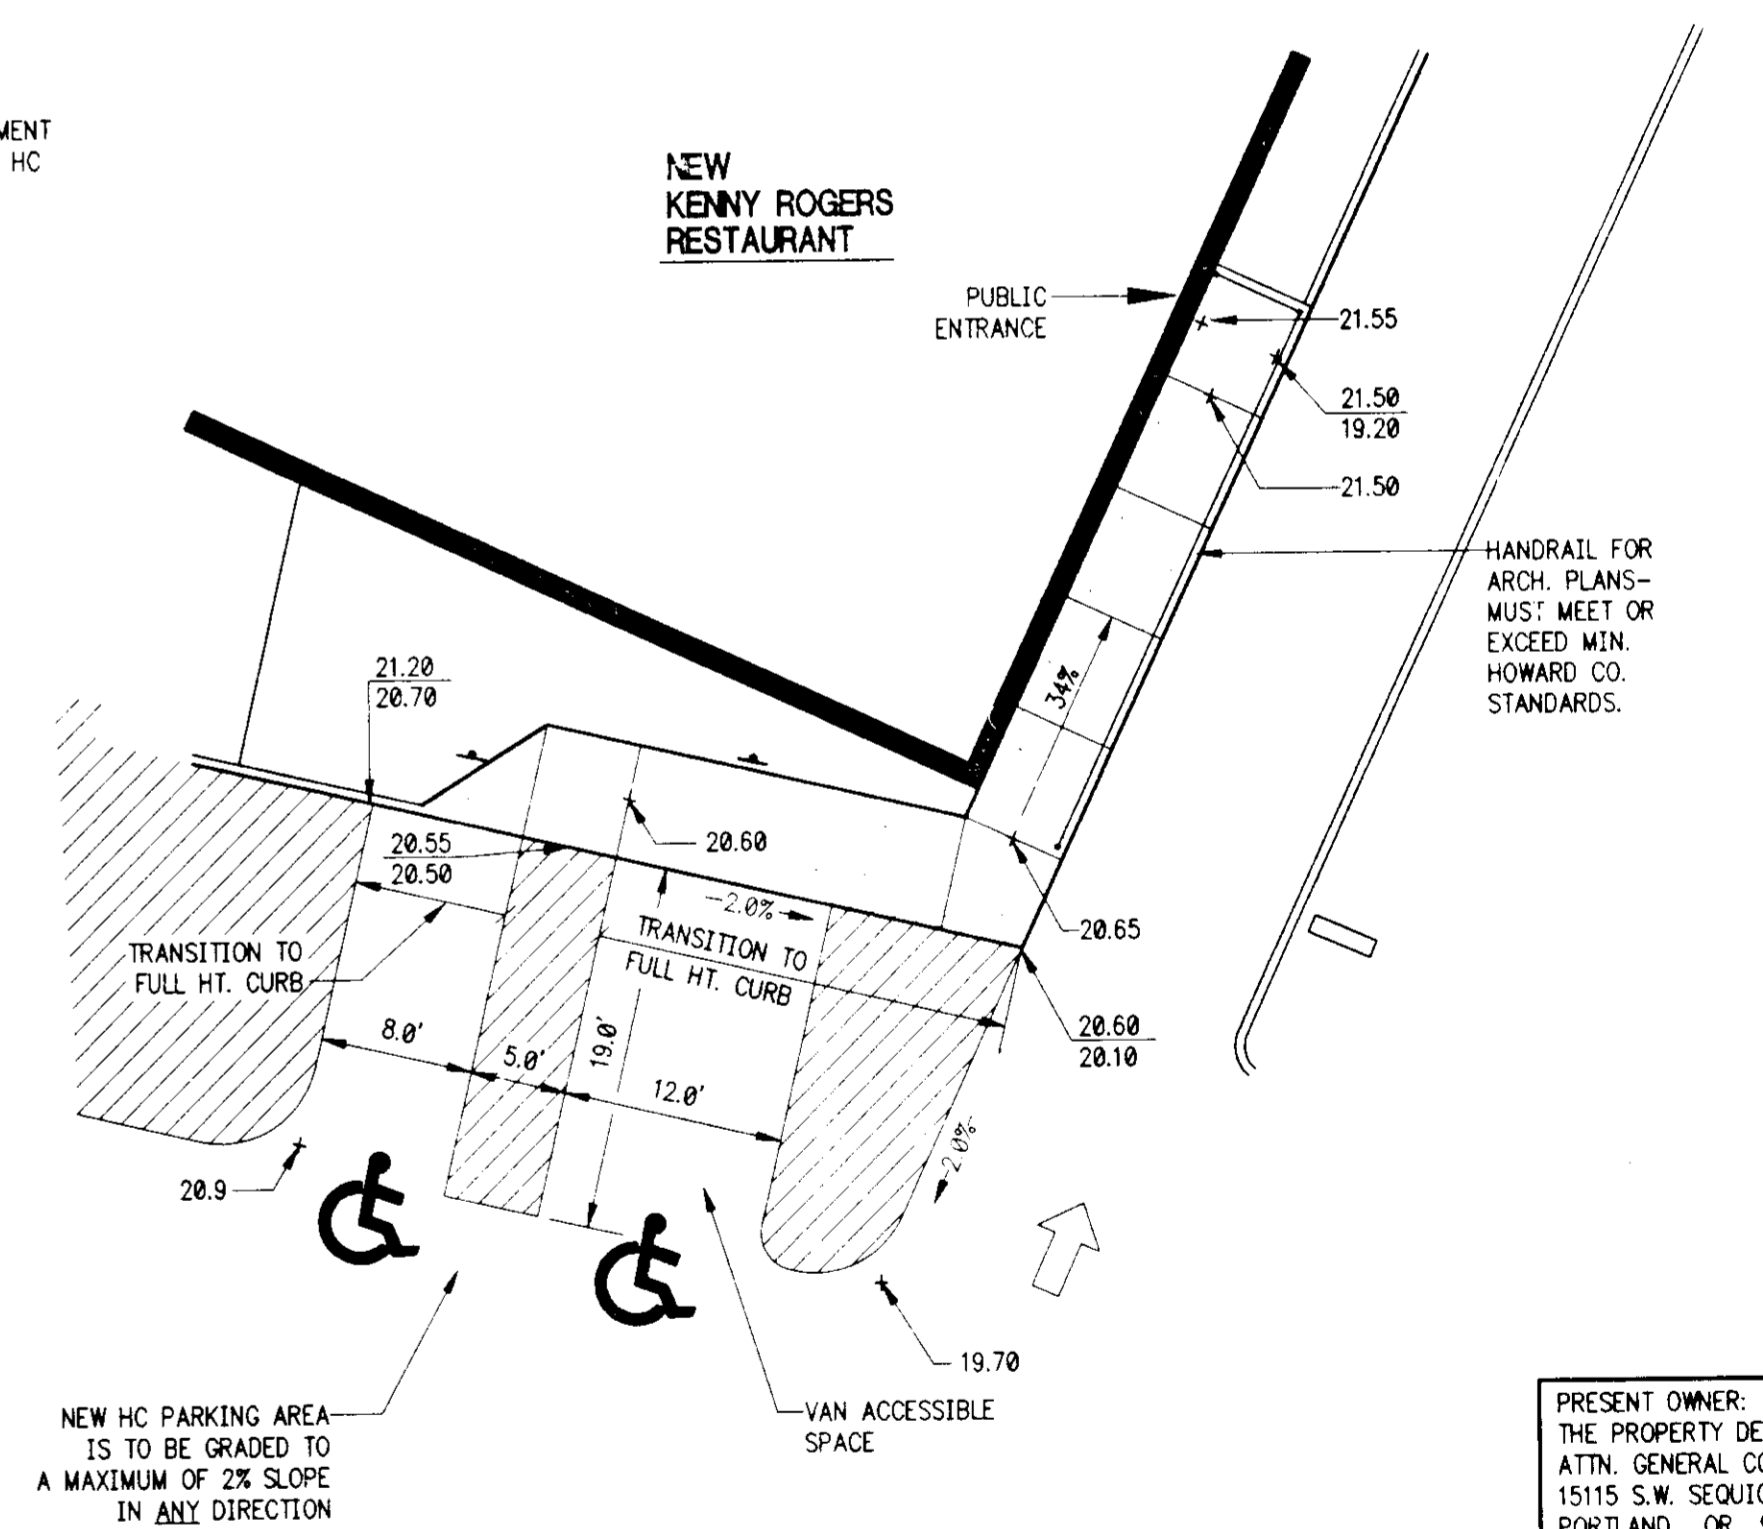 MENT
HC
NEW
KENNY ROGERS
RESTAURANT
PUBLIC
ENTRANCE
21.55
21.50
19.20
21.50
HANDRAIL FOR
ARCH. PLANS-
MUST MEET OR
EXCEED MIN.
HOWARD CO.
STANDARDS.
34%
21.20
20.70
20.60
20.55
20.50
2.0%
TRANSITION TO
FULL HT. CURB
TRANSITION TO
FULL HT. CURB
20.65
20.60
20.10
8.0'
5.0'
19.0'
12.0'
2.0%
20.9
19.70
VAN ACCESSIBLE
SPACE
NEW HC PARKING AREA
IS TO BE GRADED TO
A MAXIMUM OF 2% SLOPE
IN ANY DIRECTION
PRESENT OWNER:
THE PROPERTY DE
ATTN. GENERAL CO
15115 S.W. SEQUIO
PORTLAND, OR